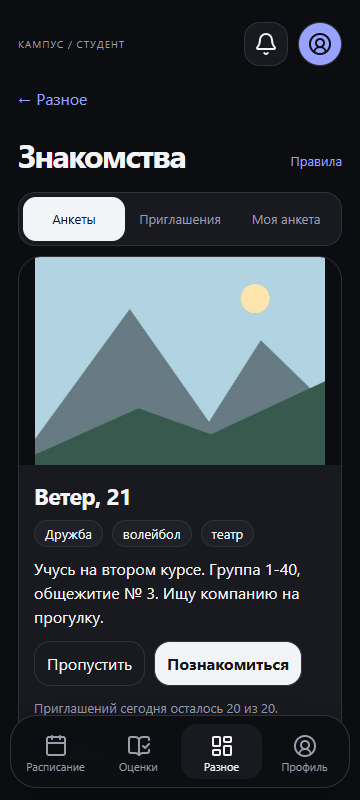 КАМПУС / СТУДЕНТ
← Разное
Знакомства
Правила
Анкеты
Приглашения
Моя анкета
Ветер, 21
Дружба
волейбол
театр
Учусь на втором курсе. Группа 1-40,
общежитие № 3. Ищу компанию на
прогулку.
Пропустить
Познакомиться
Приглашений сегодня осталось 20 из 20.
Расписание
Оценки
Разное
Профиль